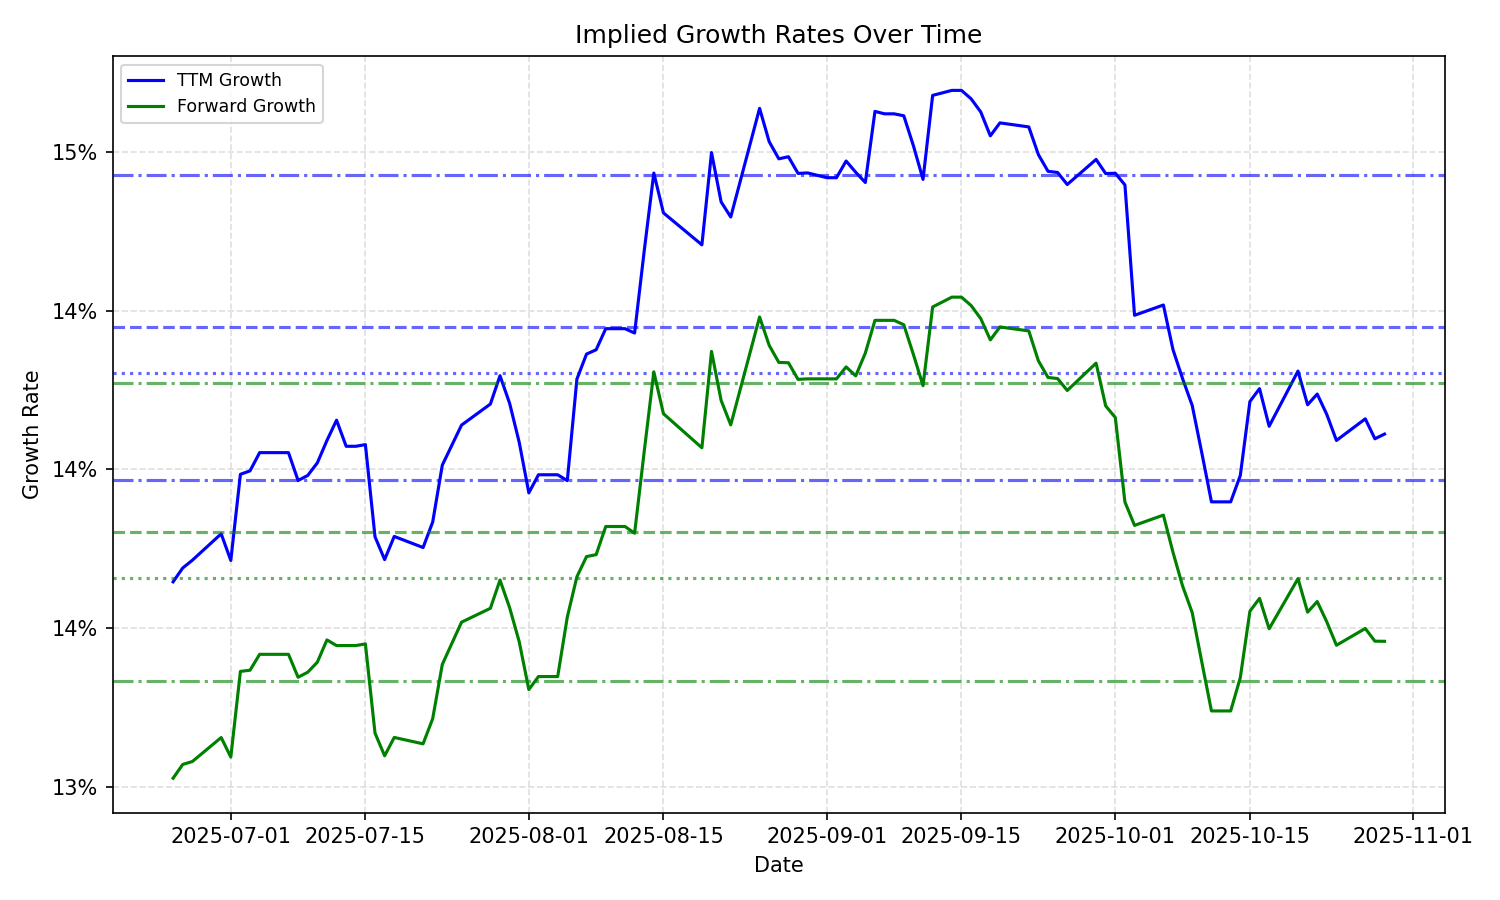 Implied Growth Rates Over Time
TTM Growth
Forward Growth
15%
14%
14%
14%
13%
Growth Rate
2025-07-01 2025-07-15 2025-08-01 2025-08-15 2025-09-01 2025-09-15 2025-10-01 2025-10-15 2025-11-01
Date